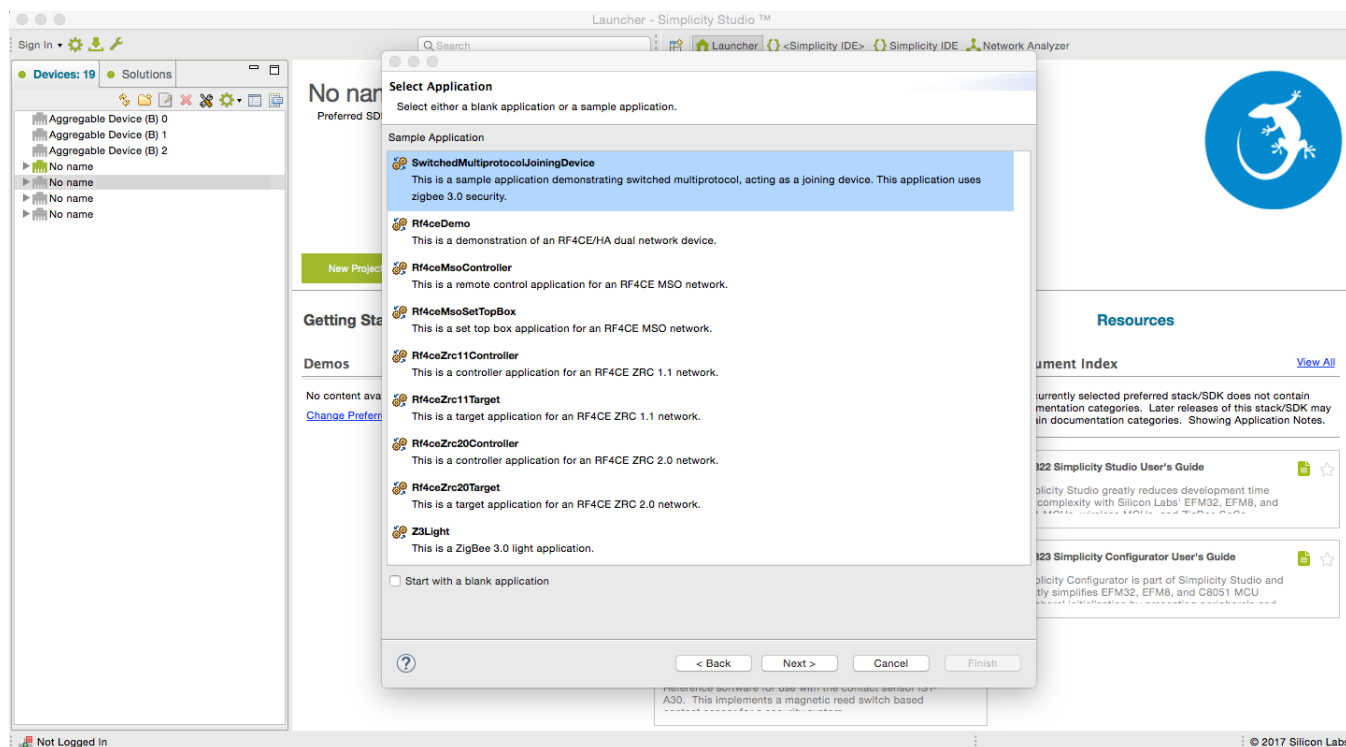 Launcher - Simplicity Studio ™
Sign In
Search
Launcher
<Simplicity IDE>
Simplicity IDE
Network Analyzer
Devices: 19
Solutions
Aggregable Device (B) 0
Aggregable Device (B) 1
Aggregable Device (B) 2
No name
No name
No name
No name
No nar
Preferred SD
New Project
Getting Sta
Demos
No content ava
Change Preferr
Select Application
Select either a blank application or a sample application.
Sample Application
SwitchedMultiprotocolJoiningDevice
This is a sample application demonstrating switched multiprotocol, acting as a joining device. This application uses
zigbee 3.0 security.
Rf4ceDemo
This is a demonstration of an RF4CE/HA dual network device.
Rf4ceMsoController
This is a remote control application for an RF4CE MSO network.
Rf4ceMsoSetTopBox
This is a set top box application for an RF4CE MSO network.
Rf4ceZrc11Controller
This is a controller application for an RF4CE ZRC 1.1 network.
Rf4ceZrc11Target
This is a target application for an RF4CE ZRC 1.1 network.
Rf4ceZrc20Controller
This is a controller application for an RF4CE ZRC 2.0 network.
Rf4ceZrc20Target
This is a target application for an RF4CE ZRC 2.0 network.
Z3Light
This is a ZigBee 3.0 light application.
Start with a blank application
?
< Back
Next >
Cancel
Finish
Resources
ument Index
View All
currently selected preferred stack/SDK does not contain
mentation categories. Later releases of this stack/SDK may
ain documentation categories. Showing Application Notes.
322 Simplicity Studio User's Guide
plicity Studio greatly reduces development time
complexity with Silicon Labs' EFM32, EFM8, and
323 Simplicity Configurator User's Guide
plicity Configurator is part of Simplicity Studio and
tly simplifies EFM32, EFM8, and C8051 MCU
Reference software for use with the contact sensor IST-
A30. This implements a magnetic reed switch based
Not Logged In
© 2017 Silicon Labs